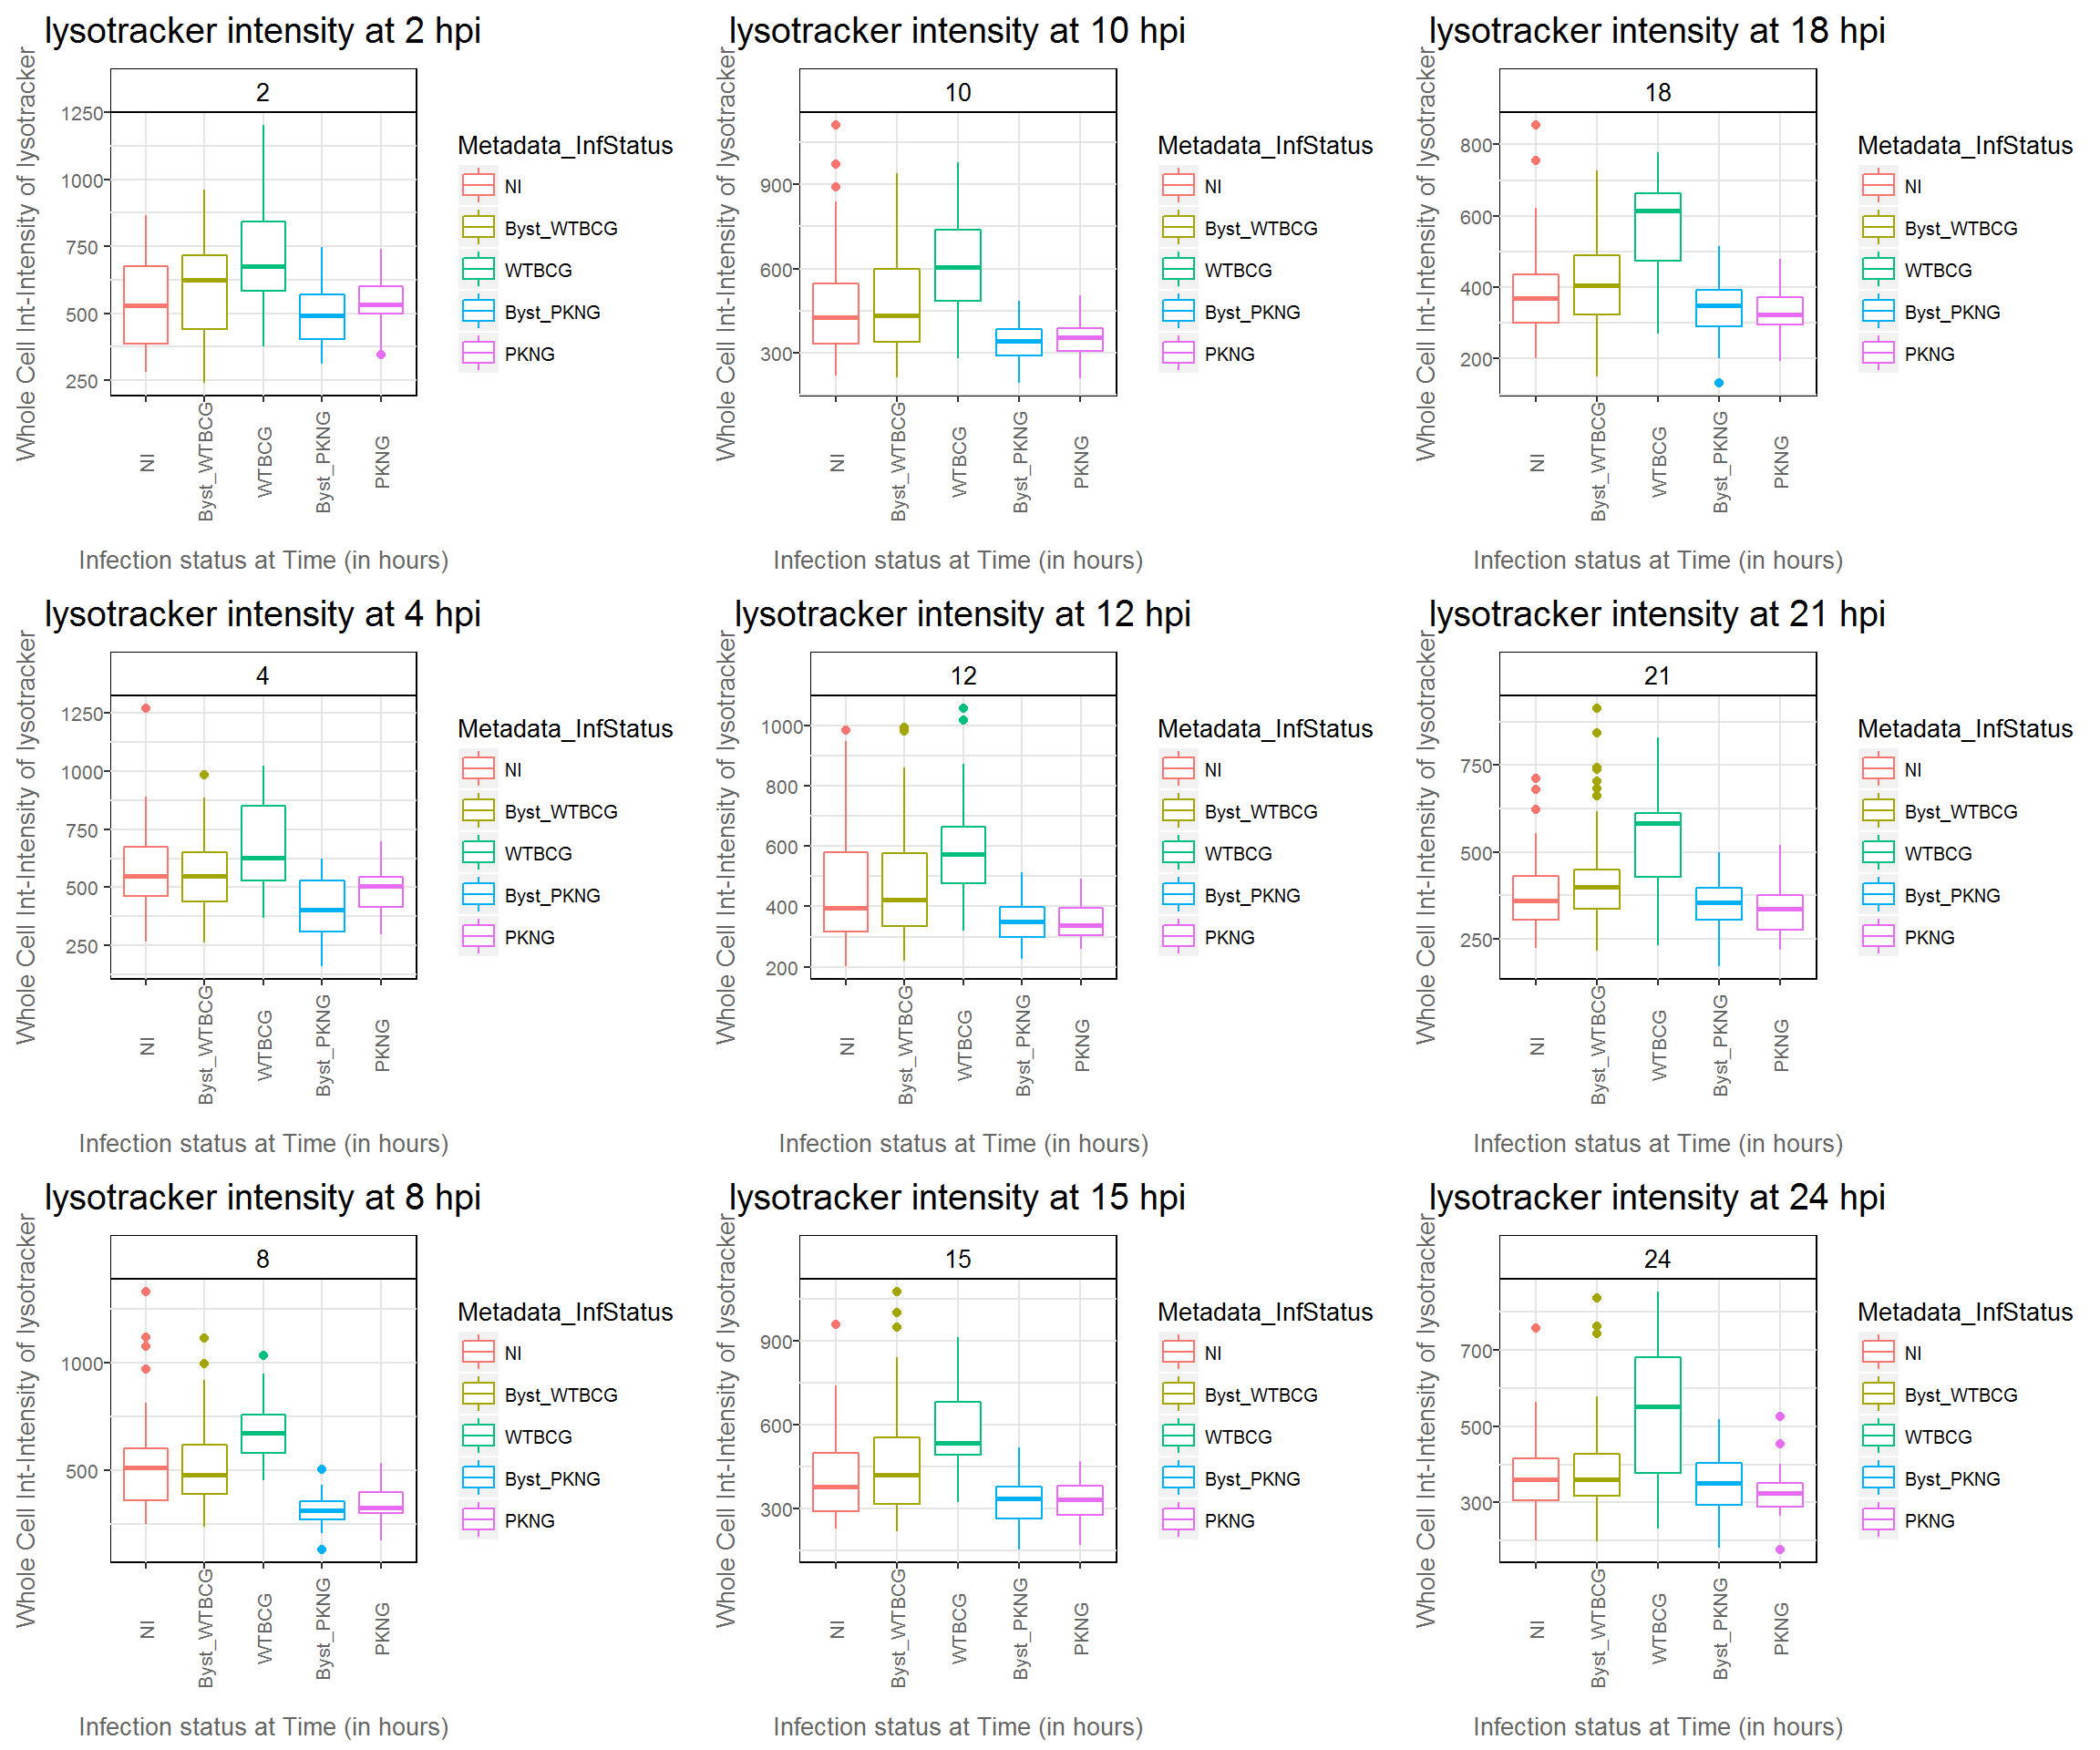 lysotracker intensity at 2 hpi
Whole Cell Int-Intensity of lysotracker
2
1250
1000
750
500
250
NI
Byst_WTBCG
WTBCG
Byst_PKNG
PKNG
Infection status at Time (in hours)
Metadata_InfStatus
NI
Byst_WTBCG
WTBCG
Byst_PKNG
PKNG
lysotracker intensity at 10 hpi
Whole Cell Int-Intensity of lysotracker
10
900
600
300
NI
Byst_WTBCG
WTBCG
Byst_PKNG
PKNG
Infection status at Time (in hours)
Metadata_InfStatus
NI
Byst_WTBCG
WTBCG
Byst_PKNG
PKNG
lysotracker intensity at 18 hpi
Whole Cell Int-Intensity of lysotracker
18
800
600
400
200
NI
Byst_WTBCG
WTBCG
Byst_PKNG
PKNG
Infection status at Time (in hours)
Metadata_InfStatus
NI
Byst_WTBCG
WTBCG
Byst_PKNG
PKNG
lysotracker intensity at 4 hpi
Whole Cell Int-Intensity of lysotracker
4
1250
1000
750
500
250
NI
Byst_WTBCG
WTBCG
Byst_PKNG
PKNG
Infection status at Time (in hours)
Metadata_InfStatus
NI
Byst_WTBCG
WTBCG
Byst_PKNG
PKNG
lysotracker intensity at 12 hpi
Whole Cell Int-Intensity of lysotracker
12
1000
800
600
400
200
NI
Byst_WTBCG
WTBCG
Byst_PKNG
PKNG
Infection status at Time (in hours)
Metadata_InfStatus
NI
Byst_WTBCG
WTBCG
Byst_PKNG
PKNG
lysotracker intensity at 21 hpi
Whole Cell Int-Intensity of lysotracker
21
750
500
250
NI
Byst_WTBCG
WTBCG
Byst_PKNG
PKNG
Infection status at Time (in hours)
Metadata_InfStatus
NI
Byst_WTBCG
WTBCG
Byst_PKNG
PKNG
lysotracker intensity at 8 hpi
Whole Cell Int-Intensity of lysotracker
8
1000
500
NI
Byst_WTBCG
WTBCG
Byst_PKNG
PKNG
Infection status at Time (in hours)
Metadata_InfStatus
NI
Byst_WTBCG
WTBCG
Byst_PKNG
PKNG
lysotracker intensity at 15 hpi
Whole Cell Int-Intensity of lysotracker
15
900
600
300
NI
Byst_WTBCG
WTBCG
Byst_PKNG
PKNG
Infection status at Time (in hours)
Metadata_InfStatus
NI
Byst_WTBCG
WTBCG
Byst_PKNG
PKNG
lysotracker intensity at 24 hpi
Whole Cell Int-Intensity of lysotracker
24
700
500
300
NI
Byst_WTBCG
WTBCG
Byst_PKNG
PKNG
Infection status at Time (in hours)
Metadata_InfStatus
NI
Byst_WTBCG
WTBCG
Byst_PKNG
PKNG